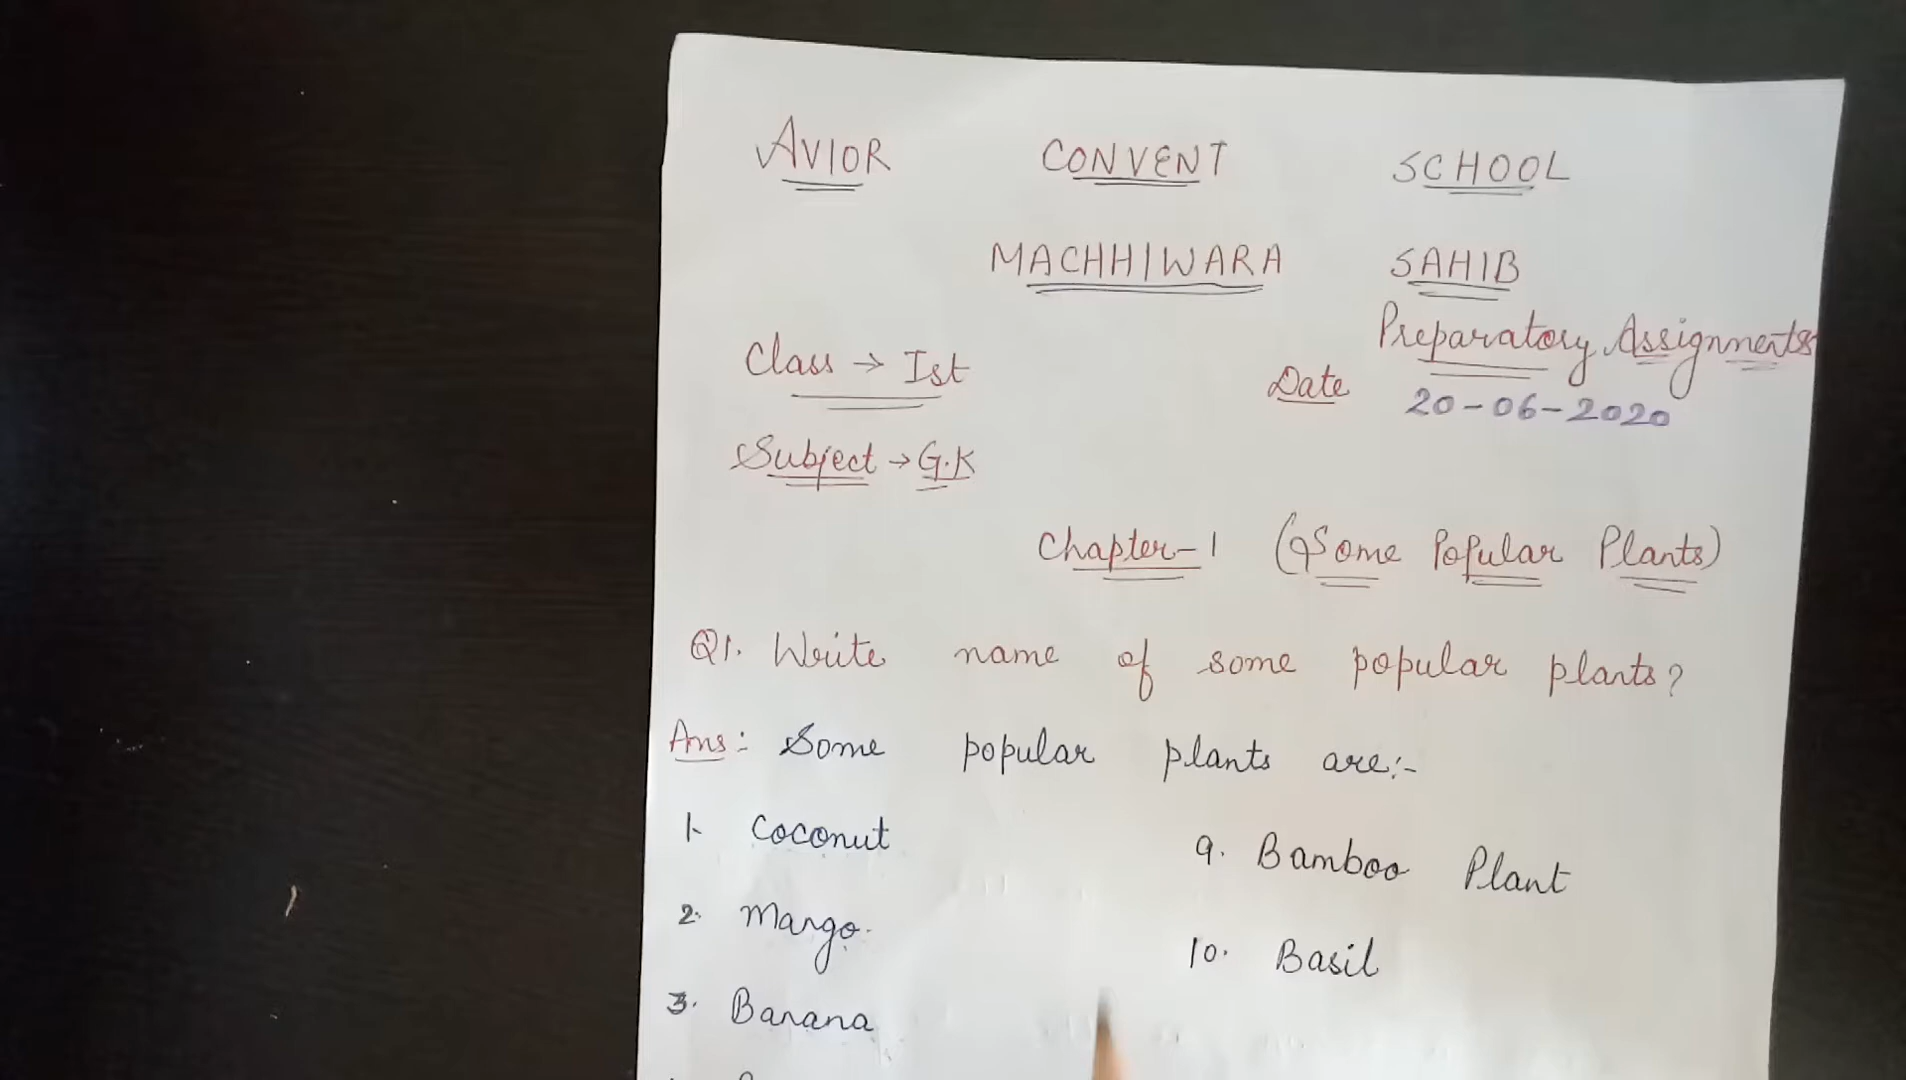 AVIOR CONVENT SCHOOL
MACHHIWARA SAHIB
Preparatory Assignments
Class → Ist
Date 20-06-2020
Subject → G.K
Chapter-1 (Some Popular Plants)
Q1. Write name of some popular plants?
Ans: Some popular plants are:-
1. Coconut
2. Mango.
3. Banana
9. Bamboo Plant
10. Basil